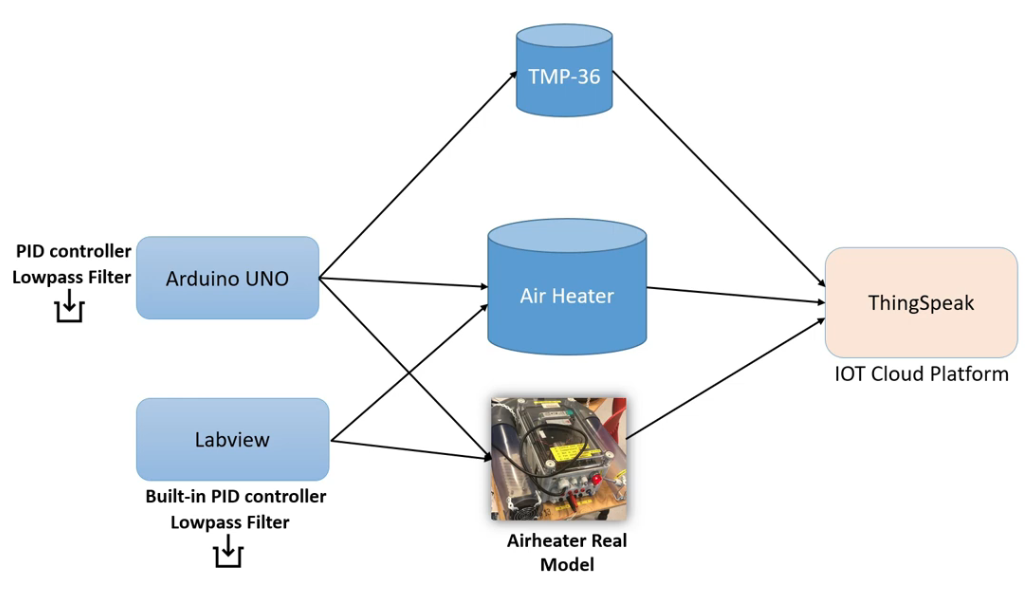 TMP-36
PID controller
Lowpass Filter
Arduino UNO
Air Heater
ThingSpeak
IOT Cloud Platform
Labview
Built-in PID controller
Lowpass Filter
Airheater Real
Model